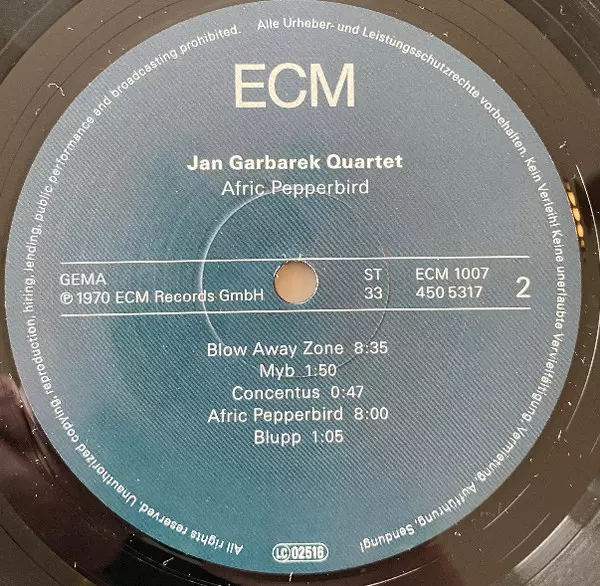 ECM
Jan Garbarek Quartet
Afric Pepperbird
GEMA
℗ 1970 ECM Records GmbH
ST
33
ECM 1007
450 5317
2
Blow Away Zone 8:35
Myb 1:50
Concentus 0:47
Afric Pepperbird 8:00
Blupp 1:05
All rights reserved. Unauthorized copying, reproduction, hiring, lending, public performance and broadcasting prohibited.
Alle Urheber- und Leistungsschutzrechte vorbehalten. Kein Verleih! Keine unerlaubte Vervielfältigung, Vermietung, Aufführung, Sendung!
LC 02516